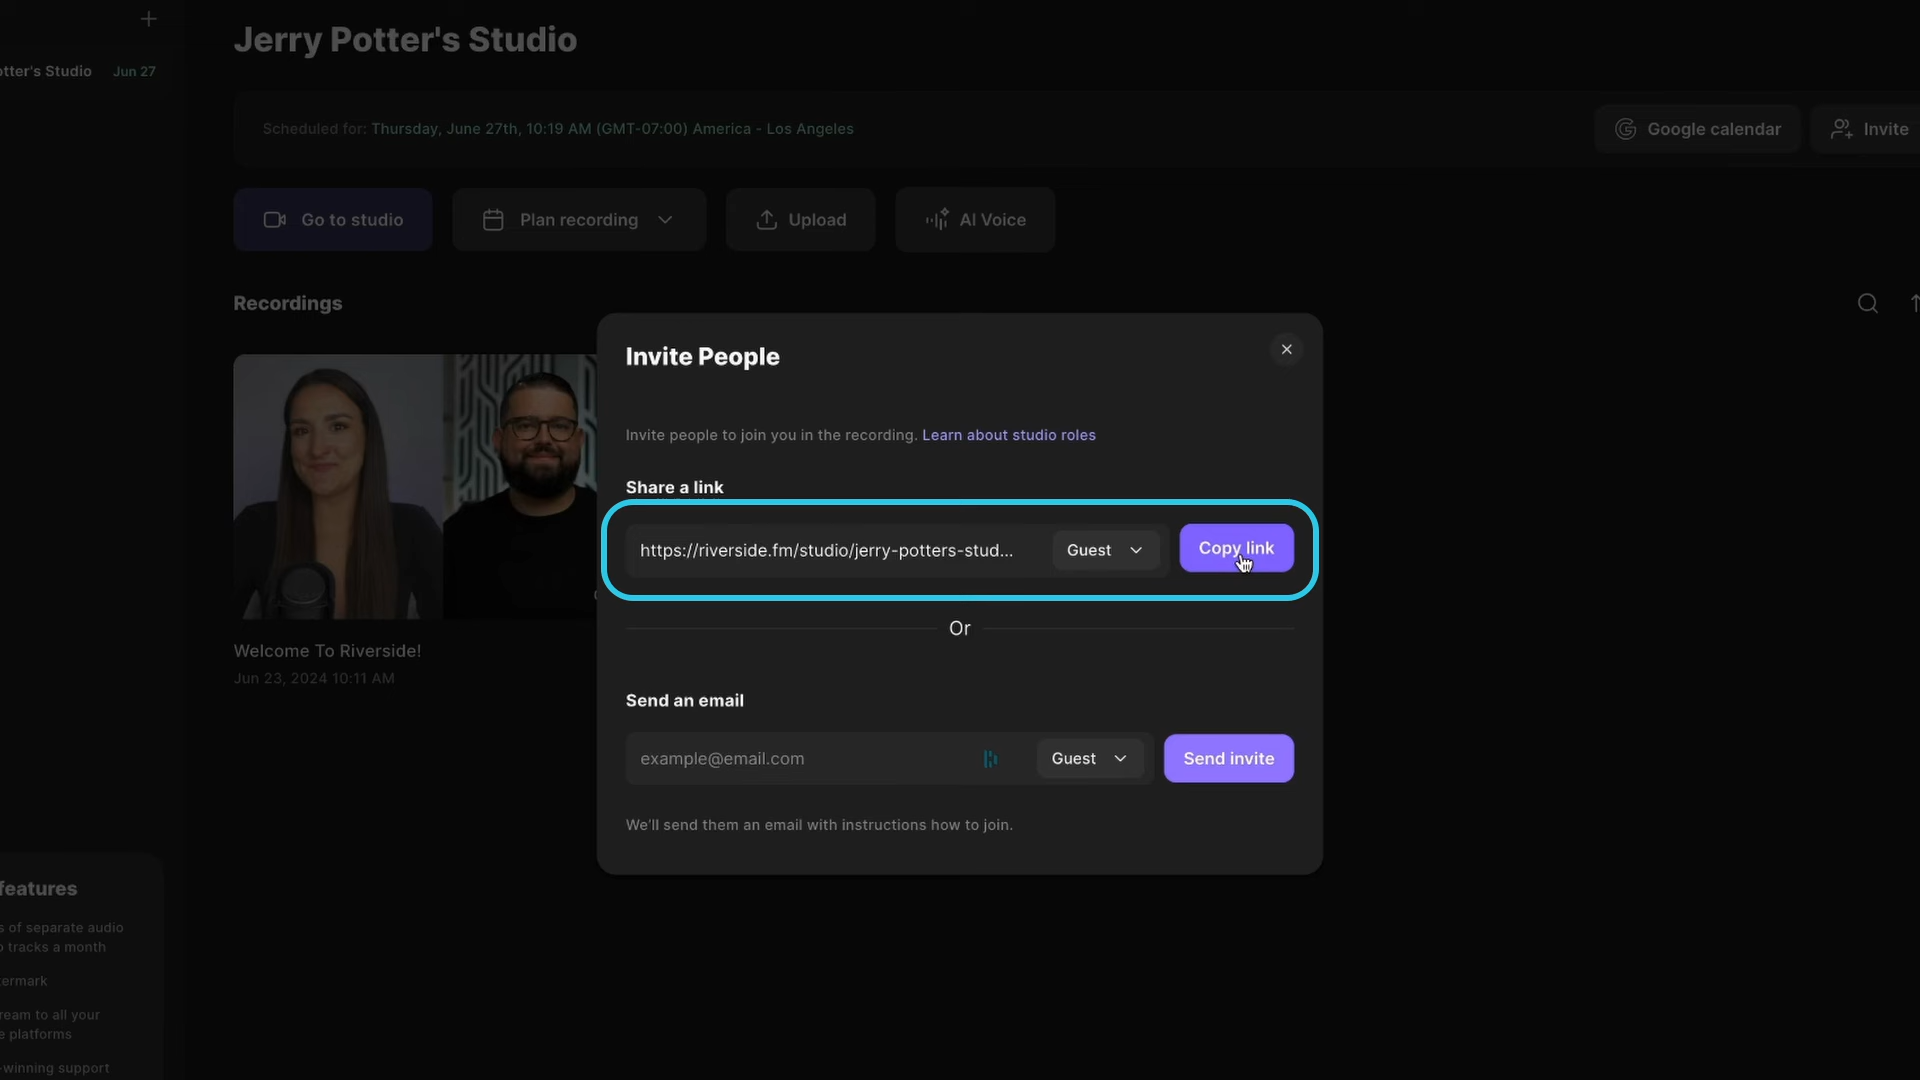 Jerry Potter's Studio
otter's Studio Jun 27
Scheduled for: Thursday, June 27th, 10:19 AM (GMT-07:00) America - Los Angeles
Google calendar
Invite
Go to studio
Plan recording
Upload
AI Voice
Recordings
Welcome To Riverside!
Jun 23, 2024 10:11 AM
Invite People
Invite people to join you in the recording. Learn about studio roles
Share a link
https://riverside.fm/studio/jerry-potters-stud...
Guest
Copy link
Or
Send an email
example@email.com
Guest
Send invite
We'll send them an email with instructions how to join.
features
s of separate audio
o tracks a month
termark
ream to all your
e platforms
-winning support